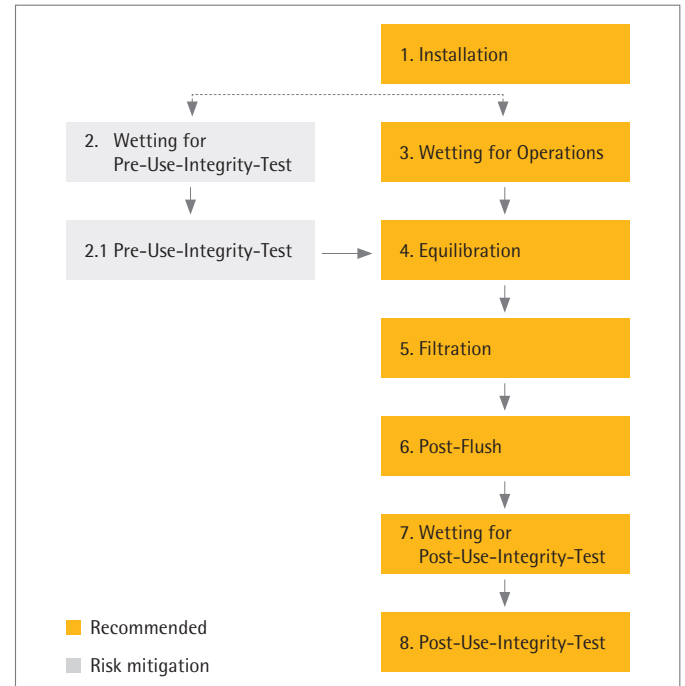 1. Installation
2. Wetting for
Pre-Use-Integrity-Test
3. Wetting for Operations
2.1 Pre-Use-Integrity-Test
4. Equilibration
5. Filtration
6. Post-Flush
7. Wetting for
Post-Use-Integrity-Test
8. Post-Use-Integrity-Test
Recommended
Risk mitigation